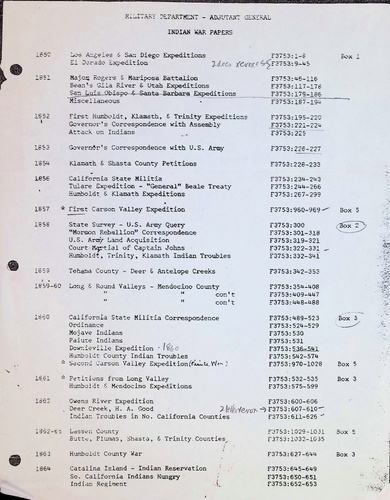 MILITARY DEPARTMENT - ADJUTANT GENERAL
INDIAN WAR PAPERS
1850 Los Angeles & San Diego Expeditions F3753:1-8 Box 1
El Dorado Expedition F3753:9-45
1851 Major Rogers & Mariposa Battalion F3753:46-116
Bean's Gila River & Utah Expeditions F3753:117-178
San Luis Obispo & Santa Barbara Expeditions F3753:179-186
Miscellaneous F3753:187-194
1852 First Humboldt, Klamath, & Trinity Expeditions F3753:195-220
Governor's Correspondence with Assembly F3753:221-224
Attack on Indians F3753:225
1853 Governor's Correspondence with U.S. Army F3753:226-227
1854 Klamath & Shasta County Petitions F3753:228-233
1856 California State Militia F3753:234-243
Tulare Expedition - "General" Beale Treaty F3753:244-266
Humboldt & Klamath Expeditions F3753:267-299
1857 * First Carson Valley Expedition F3753:960-969 Box 5
1858 State Survey - U.S. Army Query F3753:300 Box 2
"Mormon Rebellion" Correspondence F3753:301-318
U.S. Army Land Acquisition F3753:319-321
Court Martial of Captain Johns F3753:322-331
Humboldt, Trinity, Klamath Indian Troubles F3753:332-341
1859 Tehama County - Deer & Antelope Creeks F3753:342-353
1859-60 Long & Round Valleys - Mendocino County F3753:354-408
" " " con't F3753:409-447
" " " con't F3753:448-488
1860 California State Militia Correspondence F3753:489-523 Box 3
Ordinance F3753:524-529
Mojave Indians F3753:530
Paiute Indians F3753:531
Downieville Expedition - 1860 F3753:536-541
Humboldt County Indian Troubles F3753:542-574
* Second Carson Valley Expedition (Paiute War) F3753:970-1028 Box 5
1861 * Petitions from Long Valley F3753:532-535 Box 3
Humboldt & Mendocino Expeditions F3753:575-599
1862 Owens River Expedition F3753:600-606
Deer Creek, H. A. Good F3753:607-610
Indian Troubles in No. California Counties F3753:611-626
1862-63 Lassen County F3753:1029-1031 Box 5
Butte, Plumas, Shasta, & Trinity Counties F3753:1032-1035
1863 Humboldt County War F3753:627-644 Box 3
1864 Catalina Island - Indian Reservation F3753:645-649
So. California Indians Hungry F3753:650-651
Indian Regiment F3753:652-653